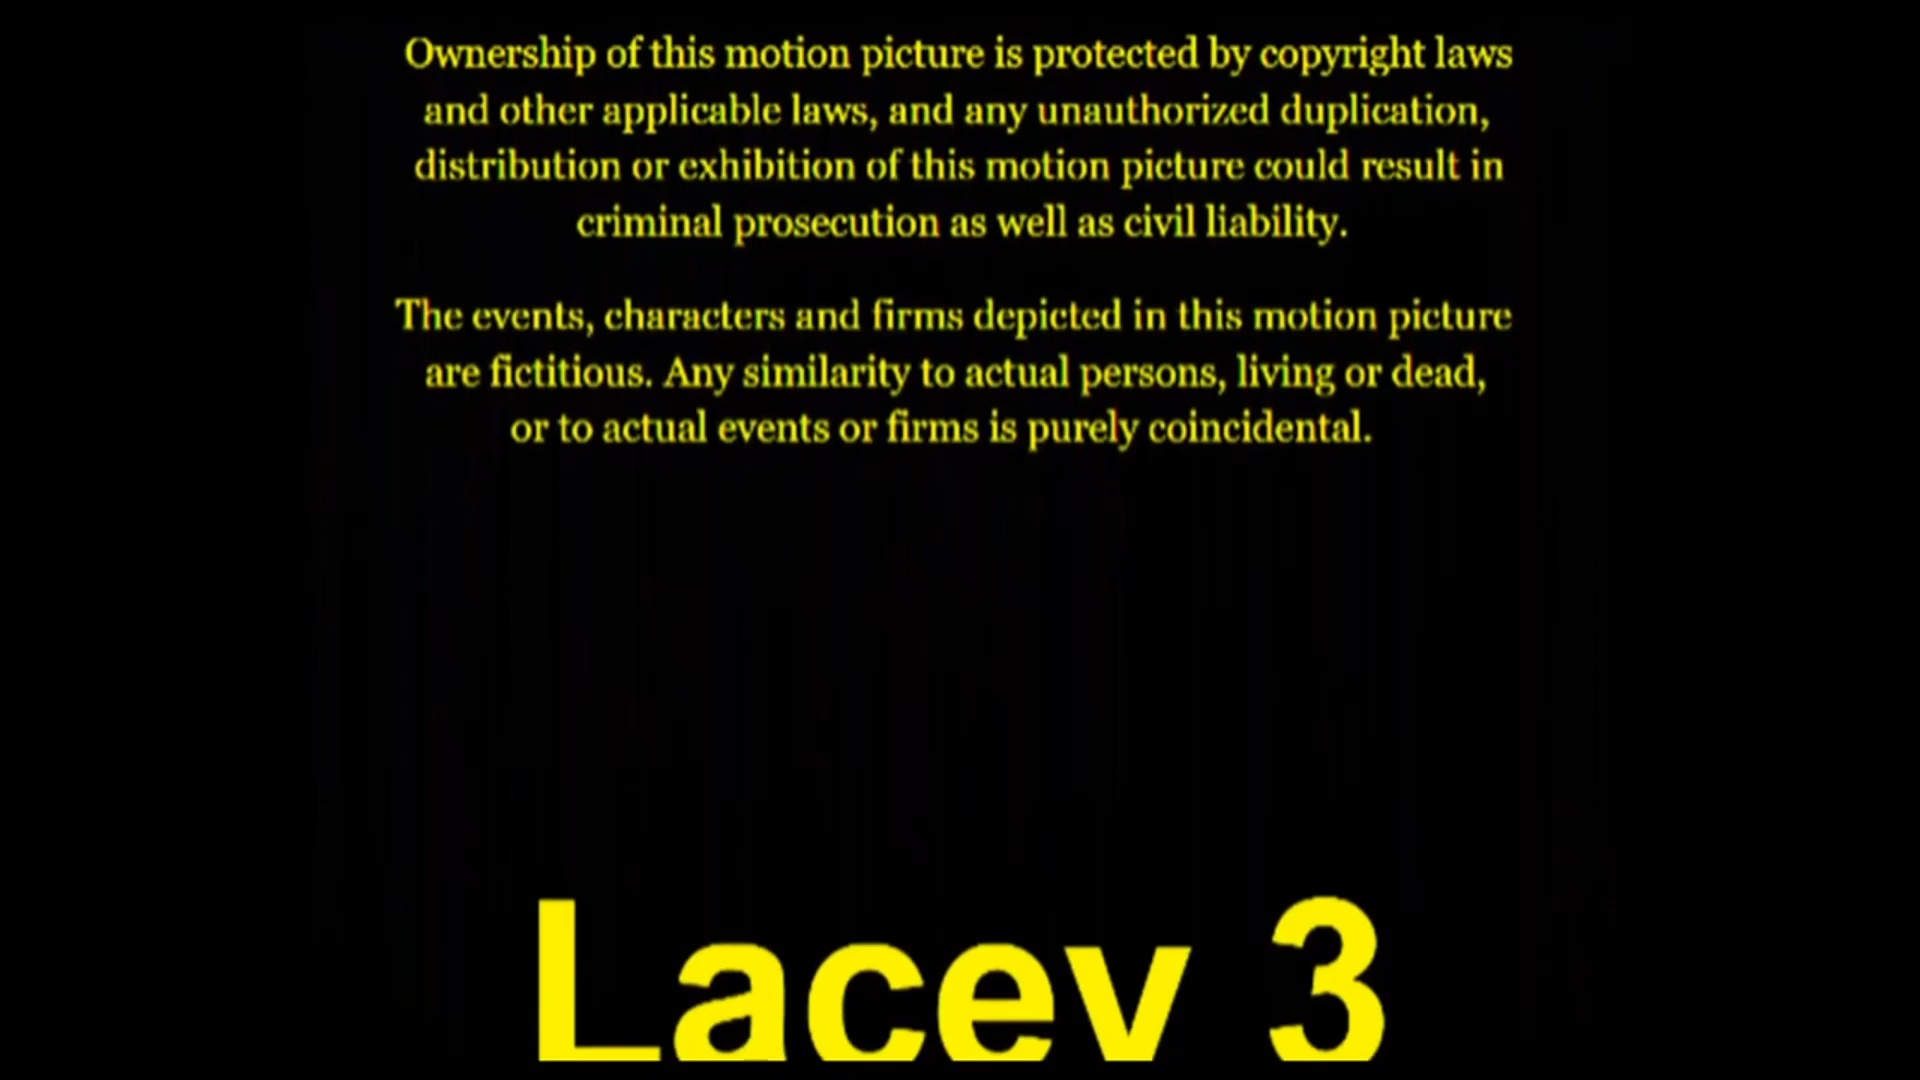 Ownership of this motion picture is protected by copyright laws
and other applicable laws, and any unauthorized duplication,
distribution or exhibition of this motion picture could result in
criminal prosecution as well as civil liability.
The events, characters and firms depicted in this motion picture
are fictitious. Any similarity to actual persons, living or dead,
or to actual events or firms is purely coincidental.
Lacey 3